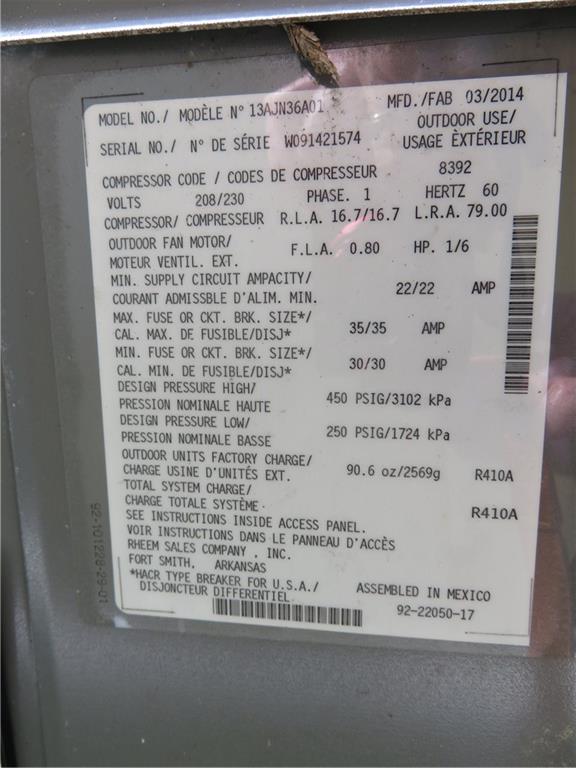 MODEL NO./ MODÈLE N° 13AJN36A01 MFD./FAB 03/2014
OUTDOOR USE/
SERIAL NO./ N° DE SÉRIE W091421574 USAGE ÈXTÉRIEUR
COMPRESSOR CODE / CODES DE COMPRESSEUR 8392
VOLTS 208/230 PHASE. 1 HERTZ 60
COMPRESSOR/ COMPRESSEUR R.L.A. 16.7/16.7 L.R.A. 79.00
OUTDOOR FAN MOTOR/
MOTEUR VENTIL. EXT. F.L.A. 0.80 HP. 1/6
MIN. SUPPLY CIRCUIT AMPACITY/
COURANT ADMISSBLE D'ALIM. MIN. 22/22 AMP
MAX. FUSE OR CKT. BRK. SIZE*/
CAL. MAX. DE FUSIBLE/DISJ* 35/35 AMP
MIN. FUSE OR CKT. BRK. SIZE*/
CAL. MIN. DE FUSIBLE/DISJ* 30/30 AMP
DESIGN PRESSURE HIGH/
PRESSION NOMINALE HAUTE 450 PSIG/3102 kPa
DESIGN PRESSURE LOW/
PRESSION NOMINALE BASSE 250 PSIG/1724 kPa
OUTDOOR UNITS FACTORY CHARGE/
CHARGE USINE D'UNITÉS EXT. 90.6 oz/2569g R410A
TOTAL SYSTEM CHARGE/
CHARGE TOTALE SYSTÈME R410A
SEE INSTRUCTIONS INSIDE ACCESS PANEL.
VOIR INSTRUCTIONS DANS LE PANNEAU D'ACCÈS
RHEEM SALES COMPANY , INC.
FORT SMITH, ARKANSAS
*HACR TYPE BREAKER FOR U.S.A./ ASSEMBLED IN MEXICO
DISJONCTEUR DIFFERENTIEL
92-22050-17
92-101228-29-01